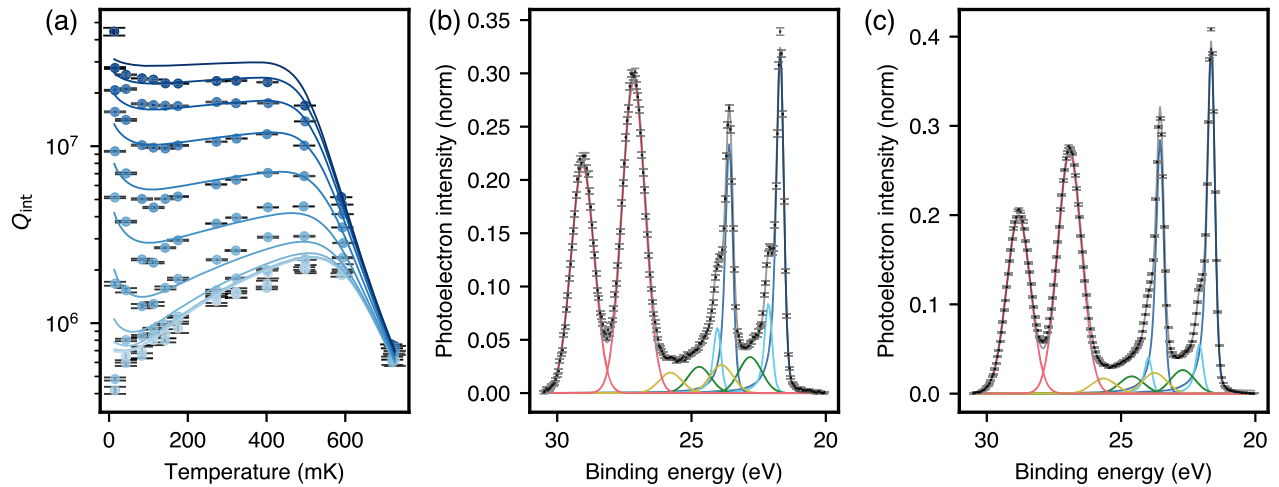 (a)
Q_int
10^7
10^6
0
200
400
600
Temperature (mK)
(b)
Photoelectron intensity (norm)
0.35
0.30
0.25
0.20
0.15
0.10
0.05
0.00
30
25
20
Binding energy (eV)
(c)
Photoelectron intensity (norm)
0.4
0.3
0.2
0.1
0.0
30
25
20
Binding energy (eV)